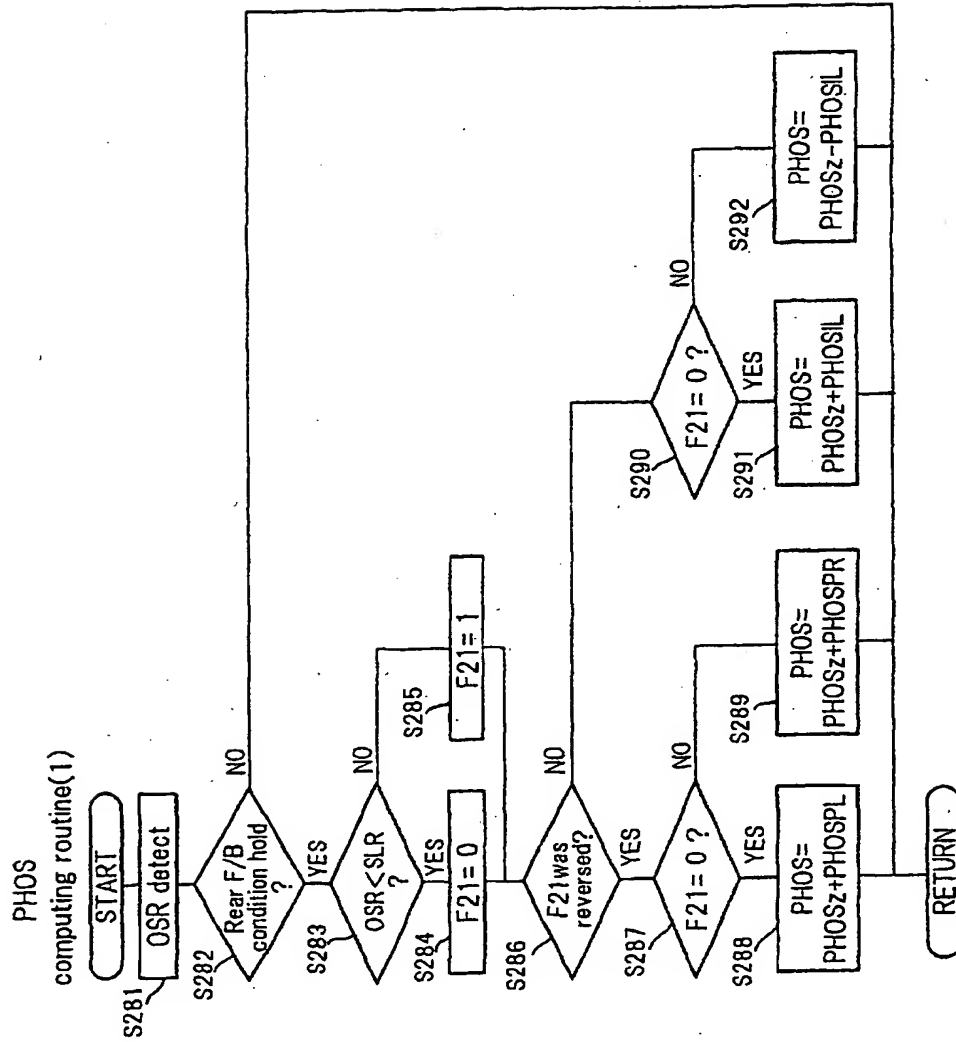 PHOS
computing routine(1)
START
S281
OSR detect
S282
Rear F/B
condition hold
?
NO
YES
S283
OSR<SLR
?
NO
YES
S284
F21= 0
S285
F21= 1
S286
F21was
reversed?
NO
YES
S287
F21= 0 ?
NO
YES
S288
PHOS=
PHOSz+PHOSPL
S289
PHOS=
PHOSz+PHOSPR
S290
F21= 0 ?
NO
YES
S291
PHOS=
PHOSz+PHOSIL
S292
PHOS=
PHOSz-PHOSIL
RETURN